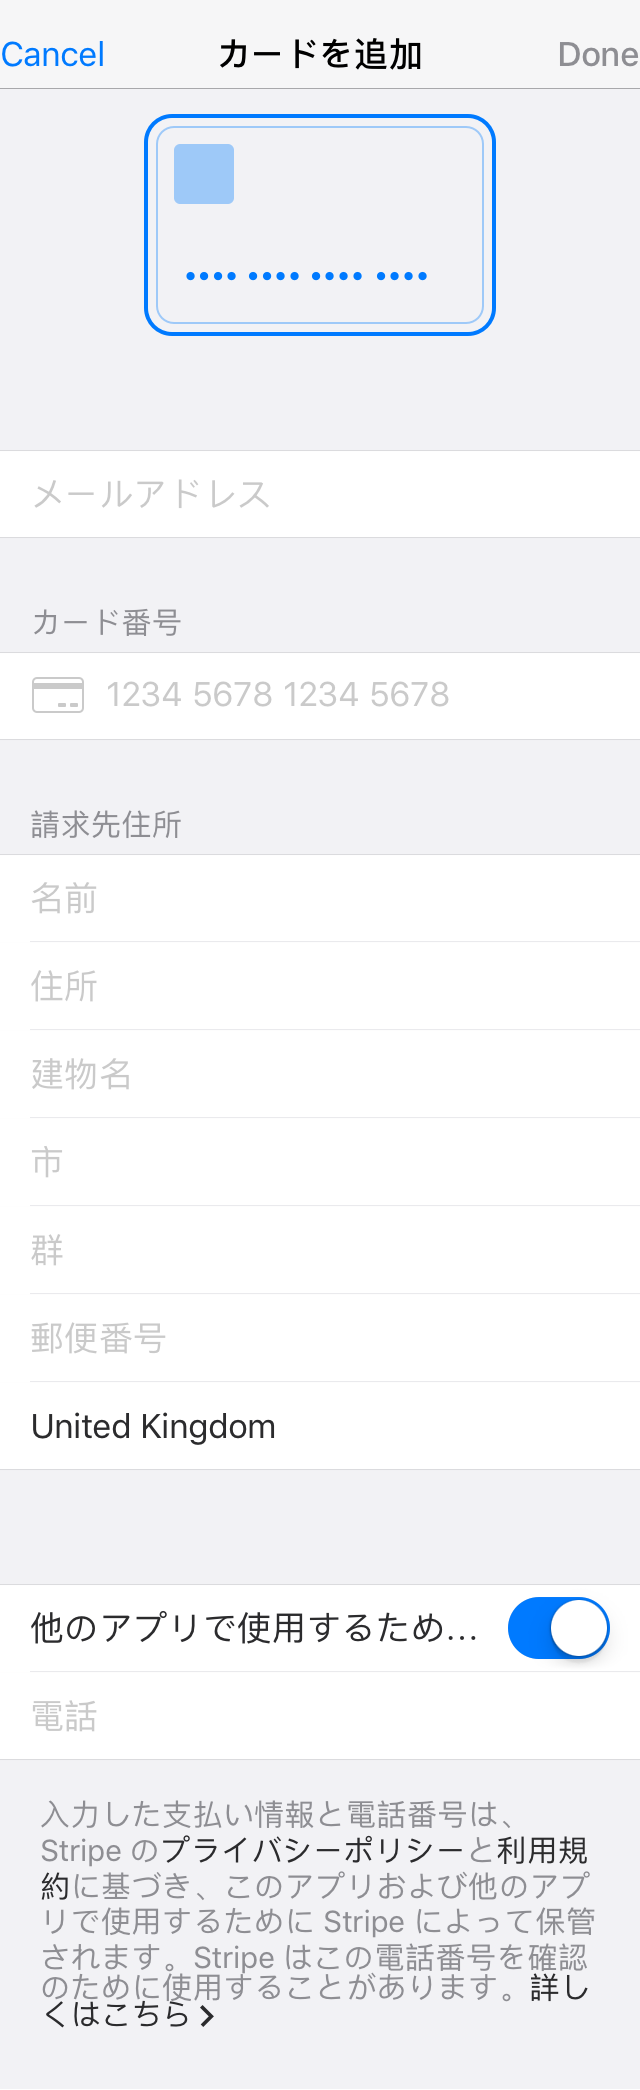 Cancel カードを追加 Done
•••• •••• •••• ••••
メールアドレス
カード番号
1234 5678 1234 5678
請求先住所
名前
住所
建物名
市
群
郵便番号
United Kingdom
他のアプリで使用するため...
電話
入力した支払い情報と電話番号は、
Stripe のプライバシーポリシーと利用規
約に基づき、このアプリおよび他のアプ
リで使用するために Stripe によって保管
されます。Stripe はこの電話番号を確認
のために使用することがあります。詳し
くはこちら